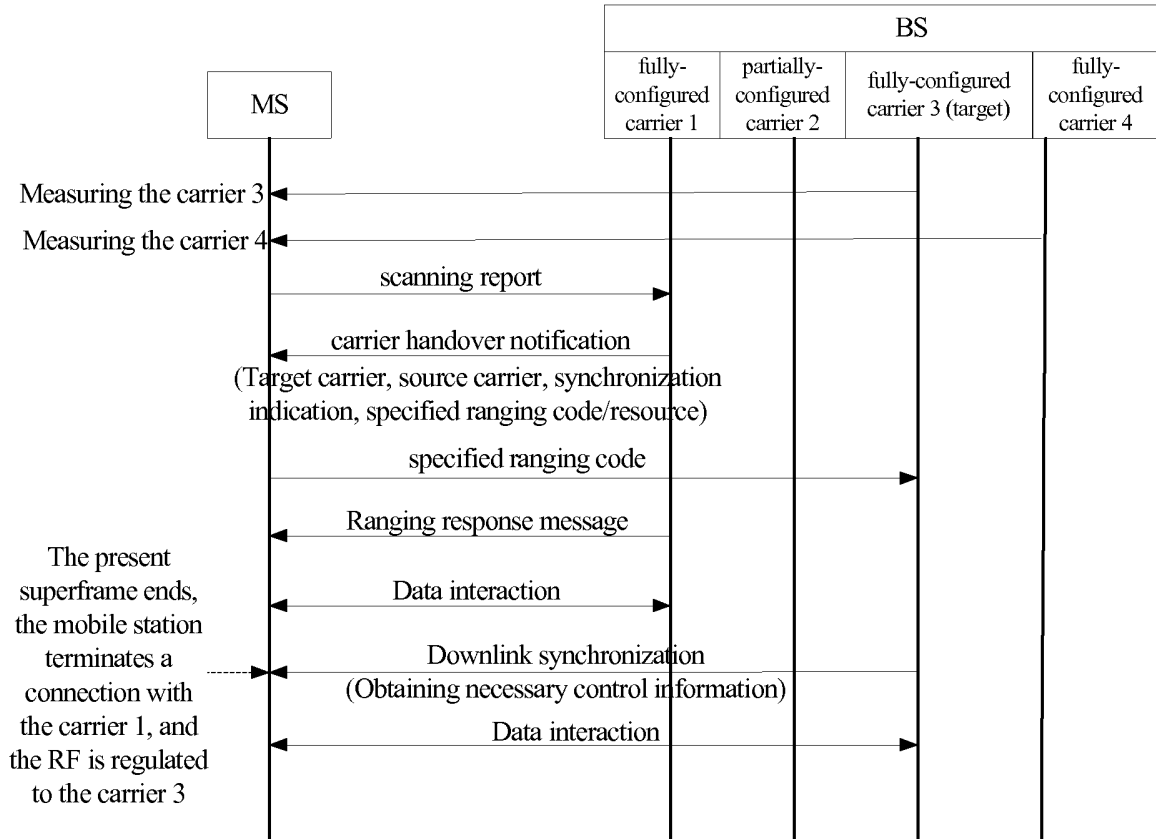 BS
MS
fully-
configured
carrier 1
partially-
configured
carrier 2
fully-configured
carrier 3 (target)
fully-
configured
carrier 4
Measuring the carrier 3
Measuring the carrier 4
scanning report
carrier handover notification
(Target carrier, source carrier, synchronization
indication, specified ranging code/resource)
specified ranging code
Ranging response message
Data interaction
The present
superframe ends,
the mobile station
terminates a
connection with
the carrier 1, and
the RF is regulated
to the carrier 3
Downlink synchronization
(Obtaining necessary control information)
Data interaction